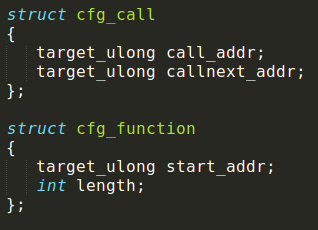 struct cfg_call
{
    target_ulong call_addr;
    target_ulong callnext_addr;
};

struct cfg_function
{
    target_ulong start_addr;
    int length;
};